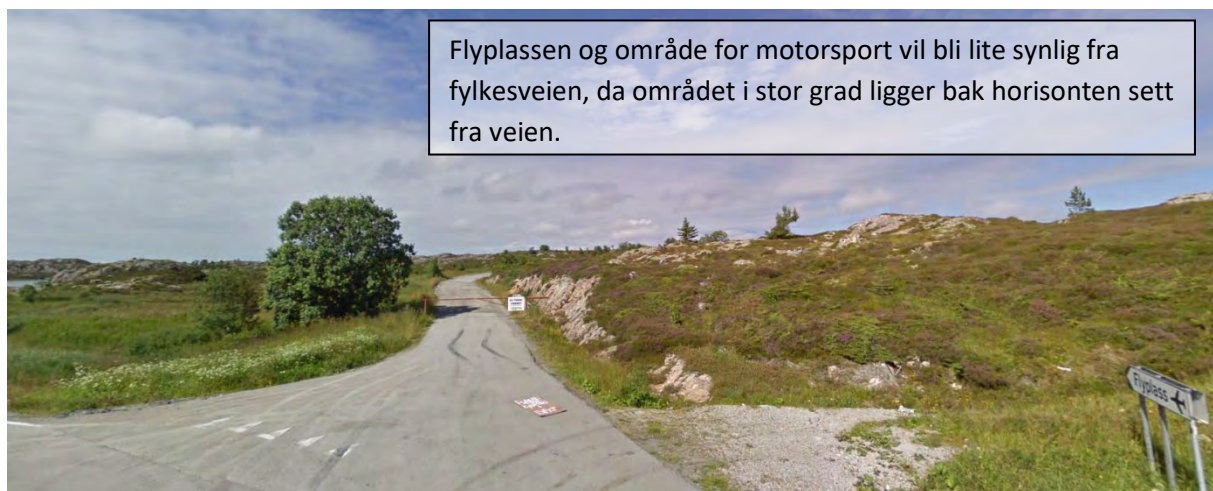 Flyplassen og område for motorsport vil bli lite synlig fra
fylkesveien, da området i stor grad ligger bak horisonten sett
fra veien.
Flyplass